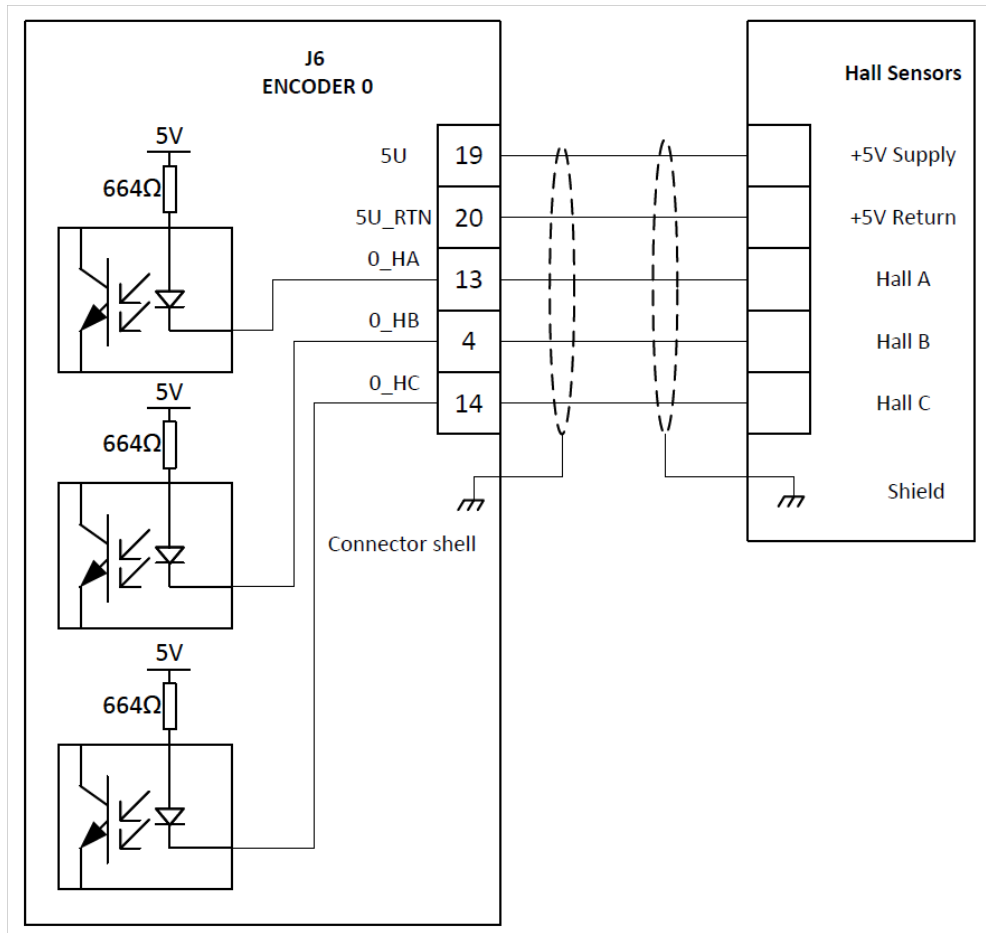 J6
ENCODER 0
Hall Sensors
5V
664Ω
5U
19
+5V Supply
5U_RTN
20
+5V Return
0_HA
13
Hall A
0_HB
4
Hall B
5V
664Ω
0_HC
14
Hall C
Connector shell
Shield
5V
664Ω